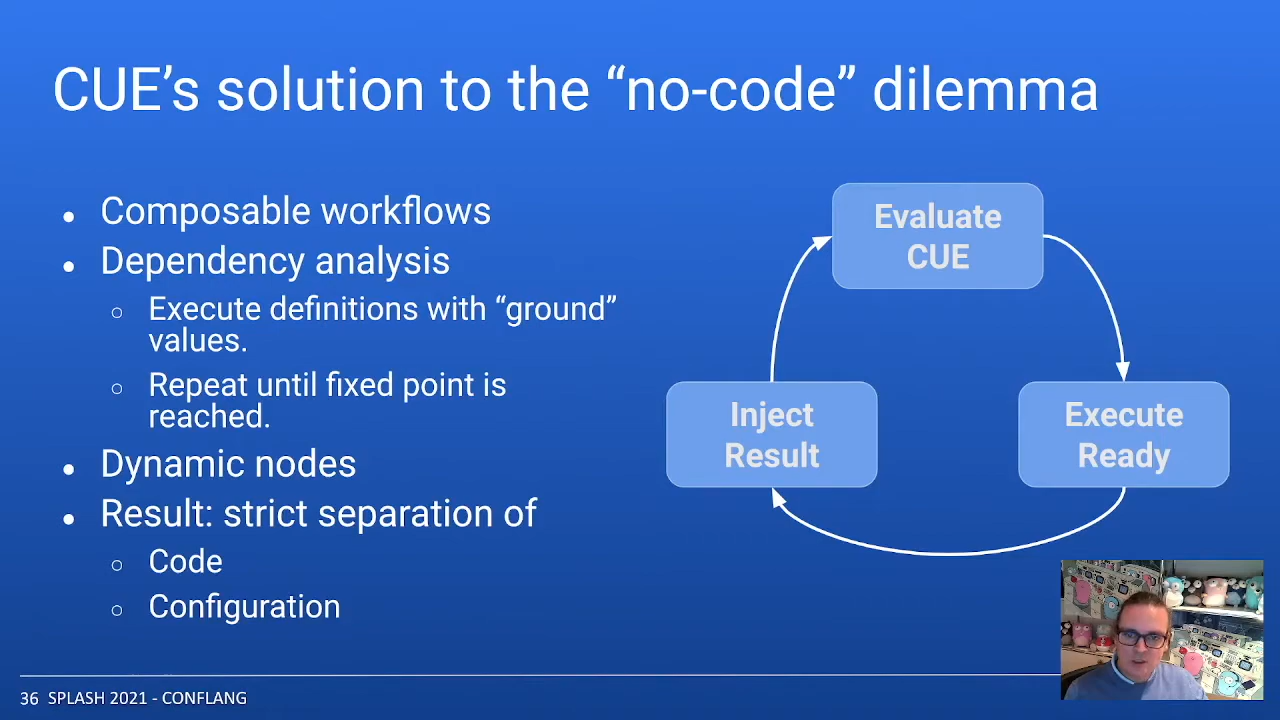 CUE’s solution to the “no-code” dilemma
Composable workflows
Dependency analysis
Execute definitions with “ground”
values.
Repeat until fixed point is
reached.
Dynamic nodes
Result: strict separation of
Code
Configuration
Evaluate
CUE
Inject
Result
Execute
Ready
36 SPLASH 2021 - CONFLANG